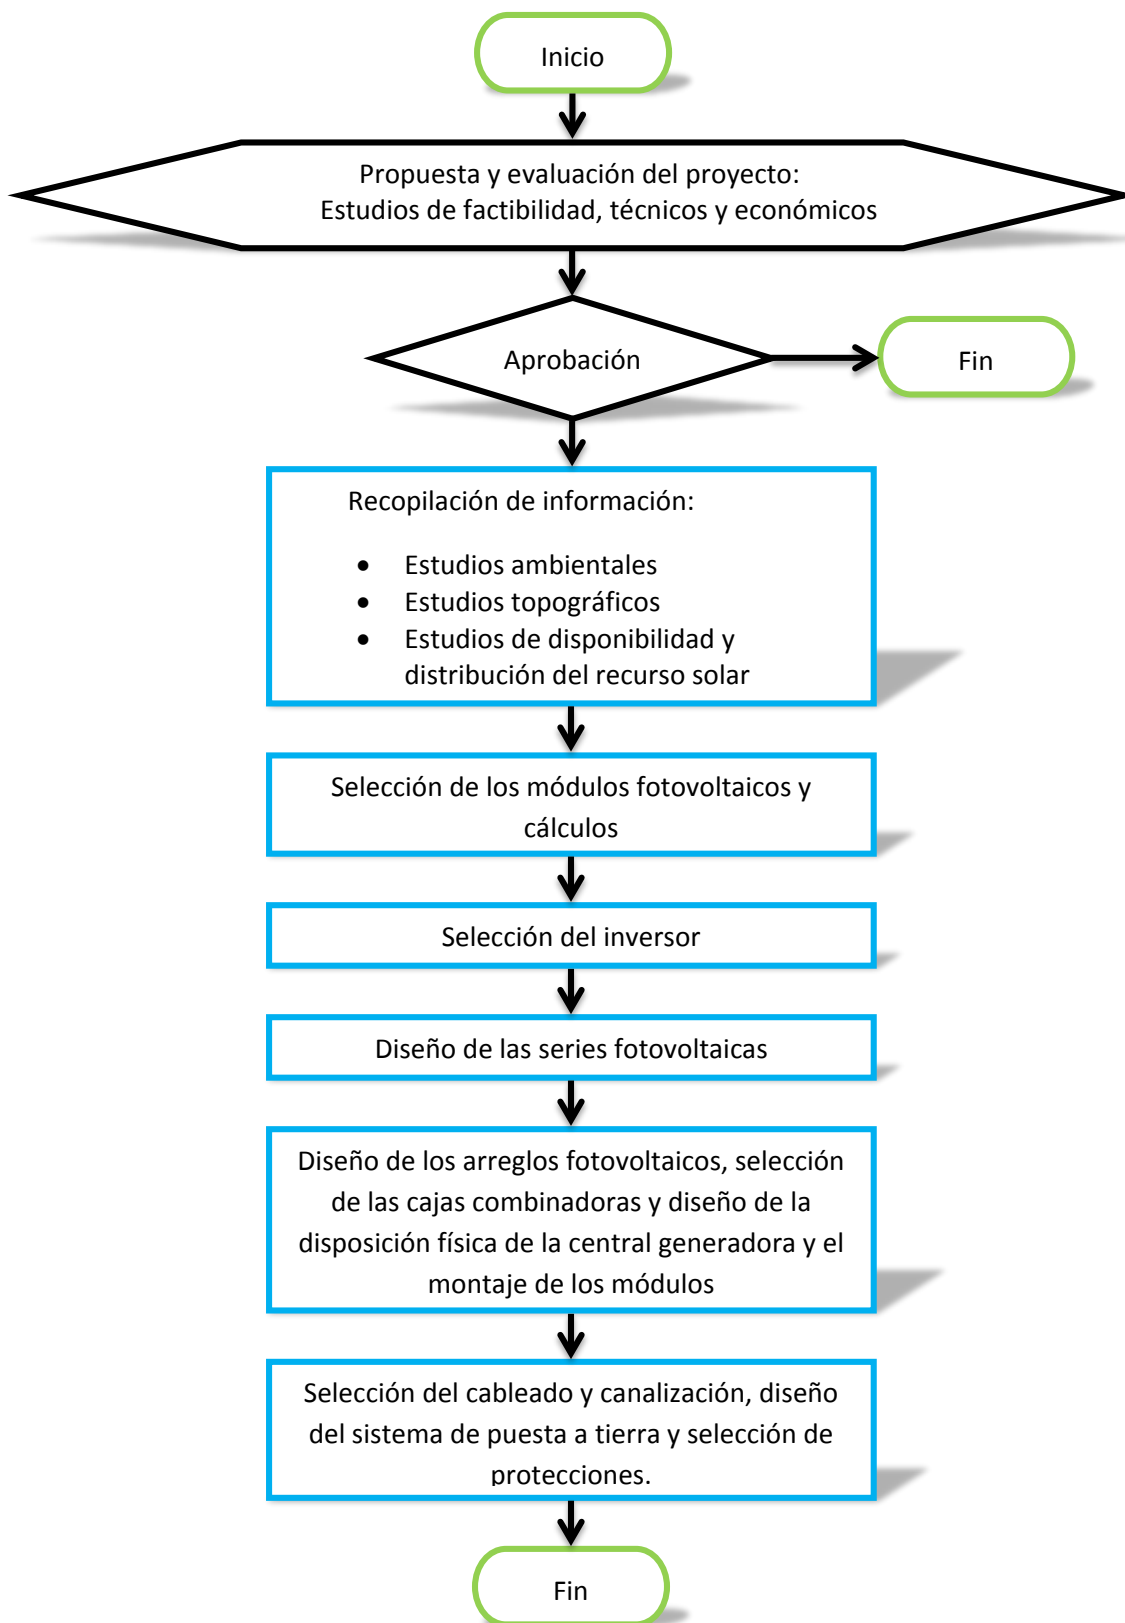 Inicio
Propuesta y evaluación del proyecto:
Estudios de factibilidad, técnicos y económicos
Aprobación
Fin
Recopilación de información:
• Estudios ambientales
• Estudios topográficos
• Estudios de disponibilidad y
distribución del recurso solar
Selección de los módulos fotovoltaicos y
cálculos
Selección del inversor
Diseño de las series fotovoltaicas
Diseño de los arreglos fotovoltaicos, selección
de las cajas combinadoras y diseño de la
disposición física de la central generadora y el
montaje de los módulos
Selección del cableado y canalización, diseño
del sistema de puesta a tierra y selección de
protecciones.
Fin